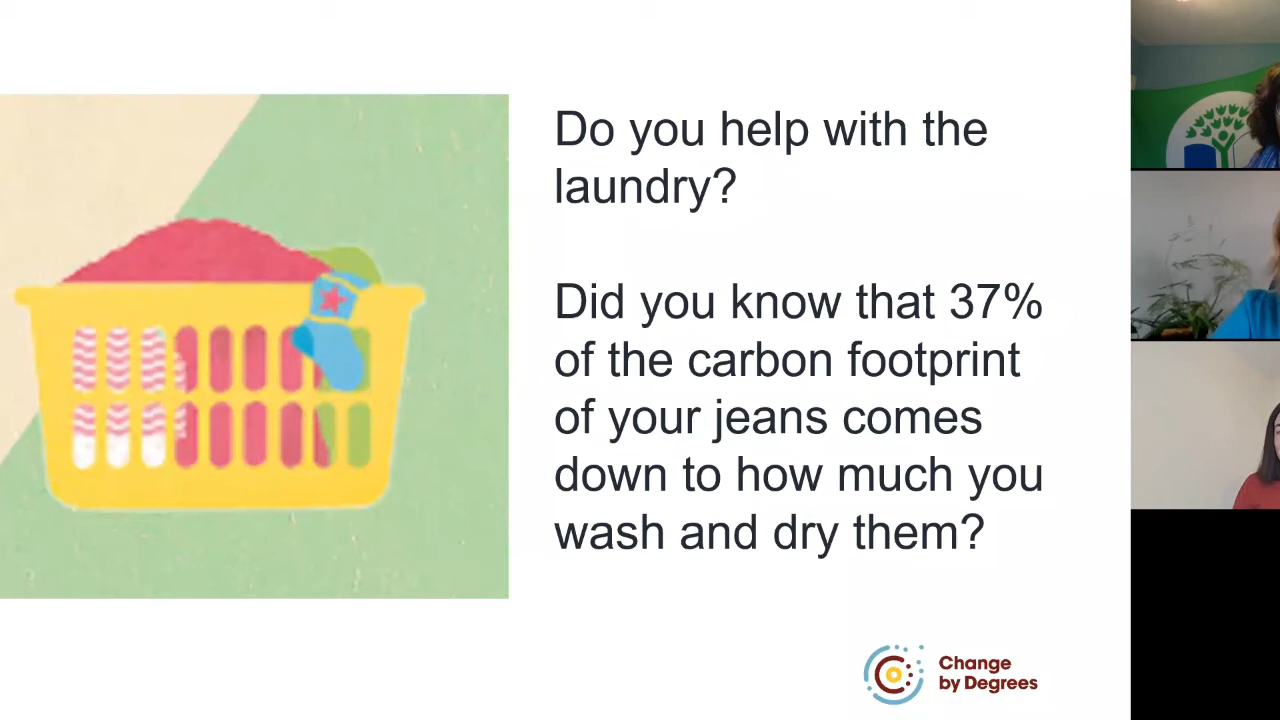 Do you help with the
laundry?
Did you know that 37%
of the carbon footprint
of your jeans comes
down to how much you
wash and dry them?
Change
by Degrees